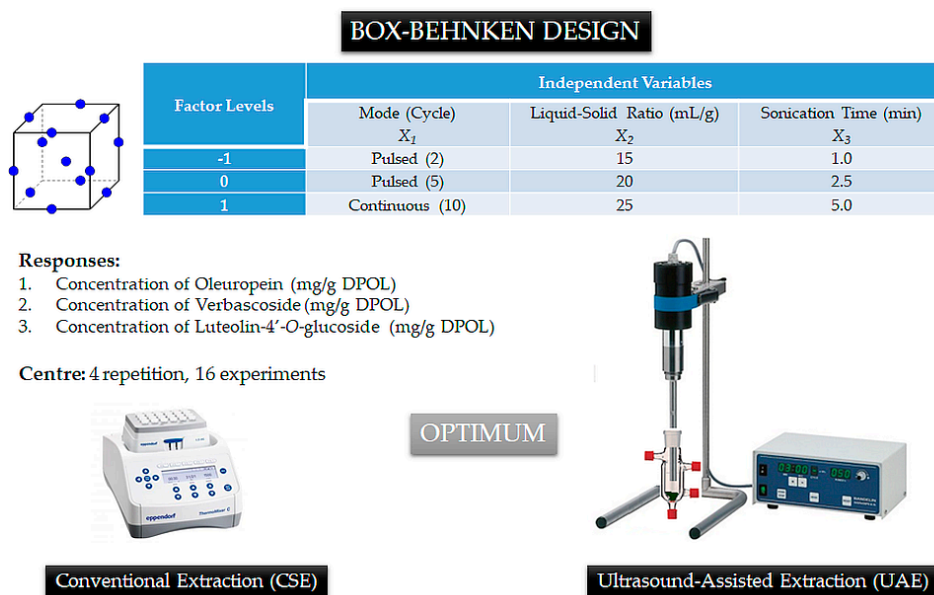 BOX-BEHNKEN DESIGN
Factor Levels
Independent Variables
Mode (Cycle)
X1
Liquid-Solid Ratio (mL/g)
X2
Sonication Time (min)
X3
-1 Pulsed (2) 15 1.0
0 Pulsed (5) 20 2.5
1 Continuous (10) 25 5.0
Responses:
1. Concentration of Oleuropein (mg/g DPOL)
2. Concentration of Verbascoside (mg/g DPOL)
3. Concentration of Luteolin-4’-O-glucoside (mg/g DPOL)
Centre: 4 repetition, 16 experiments
OPTIMUM
eppendorf
ThermoMixer C
Conventional Extraction (CSE)
Ultrasound-Assisted Extraction (UAE)